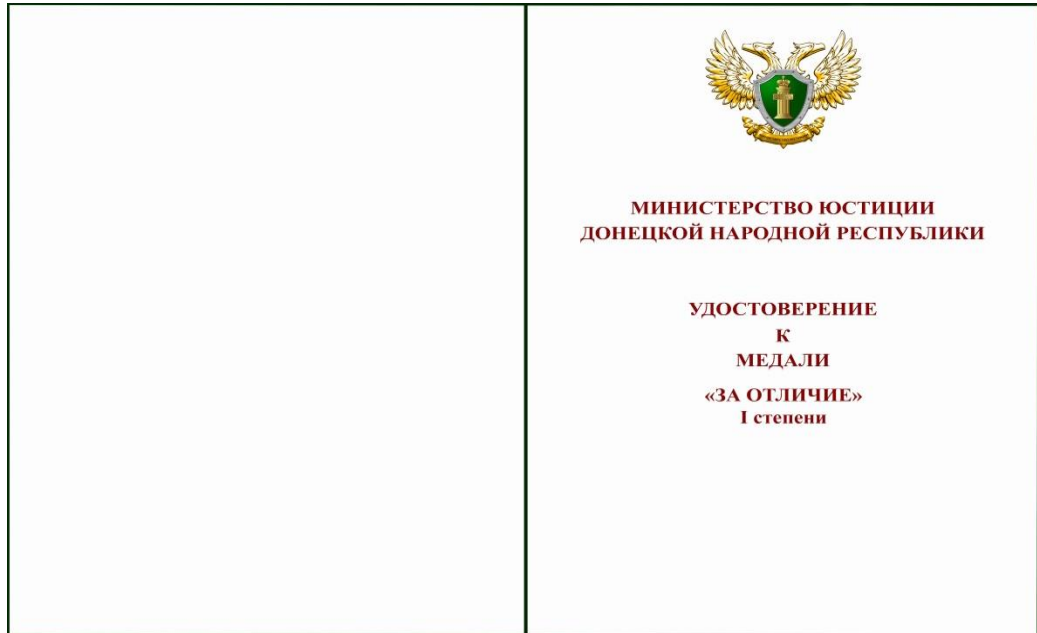 МИНИСТЕРСТВО ЮСТИЦИИ
ДОНЕЦКОЙ НАРОДНОЙ РЕСПУБЛИКИ
УДОСТОВЕРЕНИЕ
К
МЕДАЛИ
«ЗА ОТЛИЧИЕ»
I степени